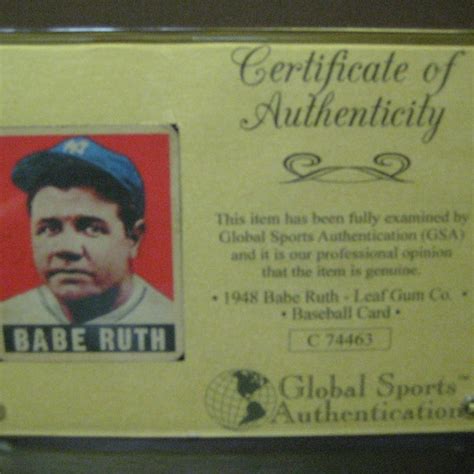 Certificate of
Authenticity
This item has been fully examined by
Global Sports Authentication (GSA)
and it is our professional opinion
that the item is genuine.
• 1948 Babe Ruth - Leaf Gum Co. •
• Baseball Card •
C 74463
Global Sports™
Authentication
BABE RUTH